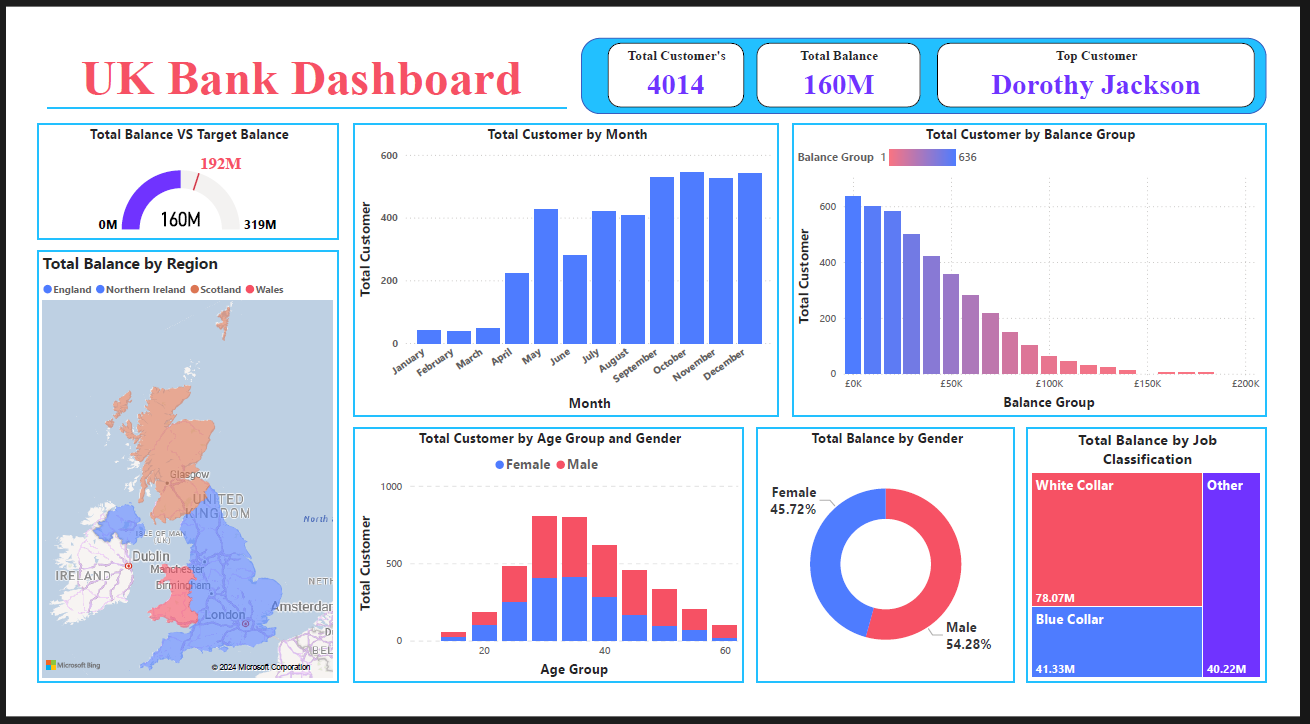 UK Bank Dashboard
Total Customer's
4014
Total Balance
160M
Top Customer
Dorothy Jackson
Total Balance VS Target Balance
192M
0M
160M
319M
Total Balance by Region
England Northern Ireland Scotland Wales
Glasgow
UNITED
KINGDOM
North
ISLE OF MAN
(UK)
Dublin
IRELAND
Manchester
Birmingham
NETH
London
Amsterdar
BEL
Microsoft Bing
© 2024 Microsoft Corporation
Total Customer by Month
Total Customer
600
400
200
0
January
February
March
April
May
June
July
August
September
October
November
December
Month
Total Customer by Balance Group
Balance Group 1 636
Total Customer
600
400
200
0
£0K £50K £100K £150K £200K
Balance Group
Total Customer by Age Group and Gender
Female Male
Total Customer
1000
500
0
20 40 60
Age Group
Total Balance by Gender
Female
45.72%
Male
54.28%
Total Balance by Job
Classification
White Collar
78.07M
Blue Collar
41.33M
Other
40.22M